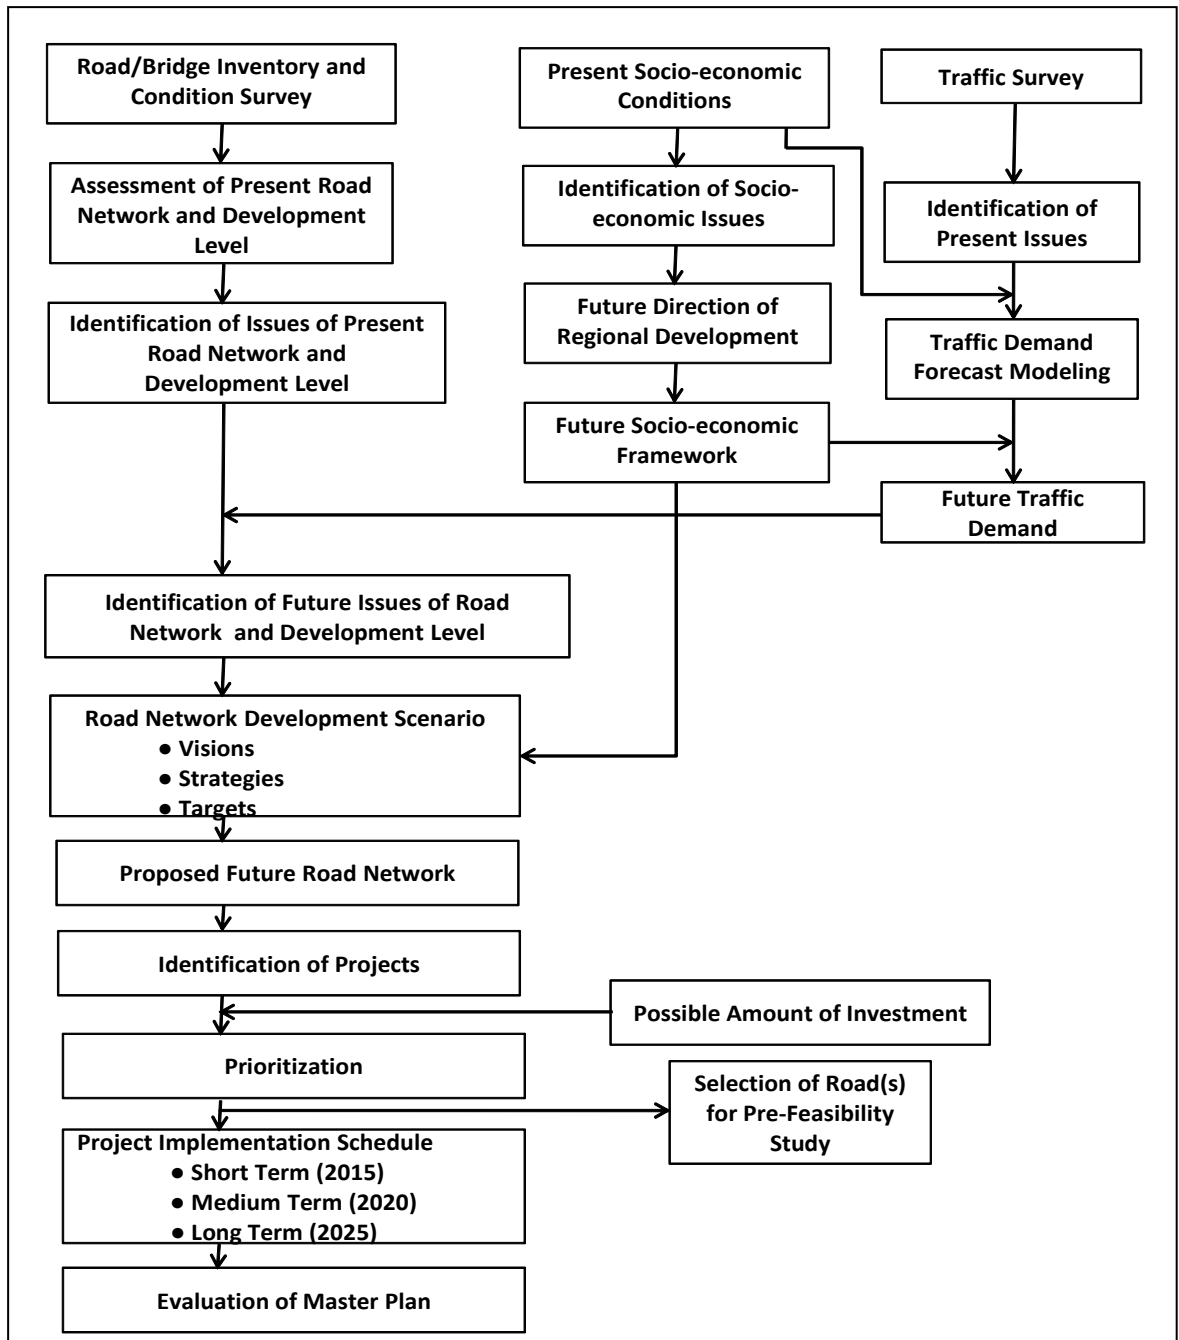 Road/Bridge Inventory and
Condition Survey
Present Socio-economic
Conditions
Traffic Survey
Assessment of Present Road
Network and Development
Level
Identification of Socio-
economic Issues
Identification of
Present Issues
Identification of Issues of Present
Road Network and
Development Level
Future Direction of
Regional Development
Traffic Demand
Forecast Modeling
Future Socio-economic
Framework
Future Traffic
Demand
Identification of Future Issues of Road
Network and Development Level
Road Network Development Scenario
● Visions
● Strategies
● Targets
Proposed Future Road Network
Identification of Projects
Possible Amount of Investment
Prioritization
Selection of Road(s)
for Pre-Feasibility
Study
Project Implementation Schedule
● Short Term (2015)
● Medium Term (2020)
● Long Term (2025)
Evaluation of Master Plan